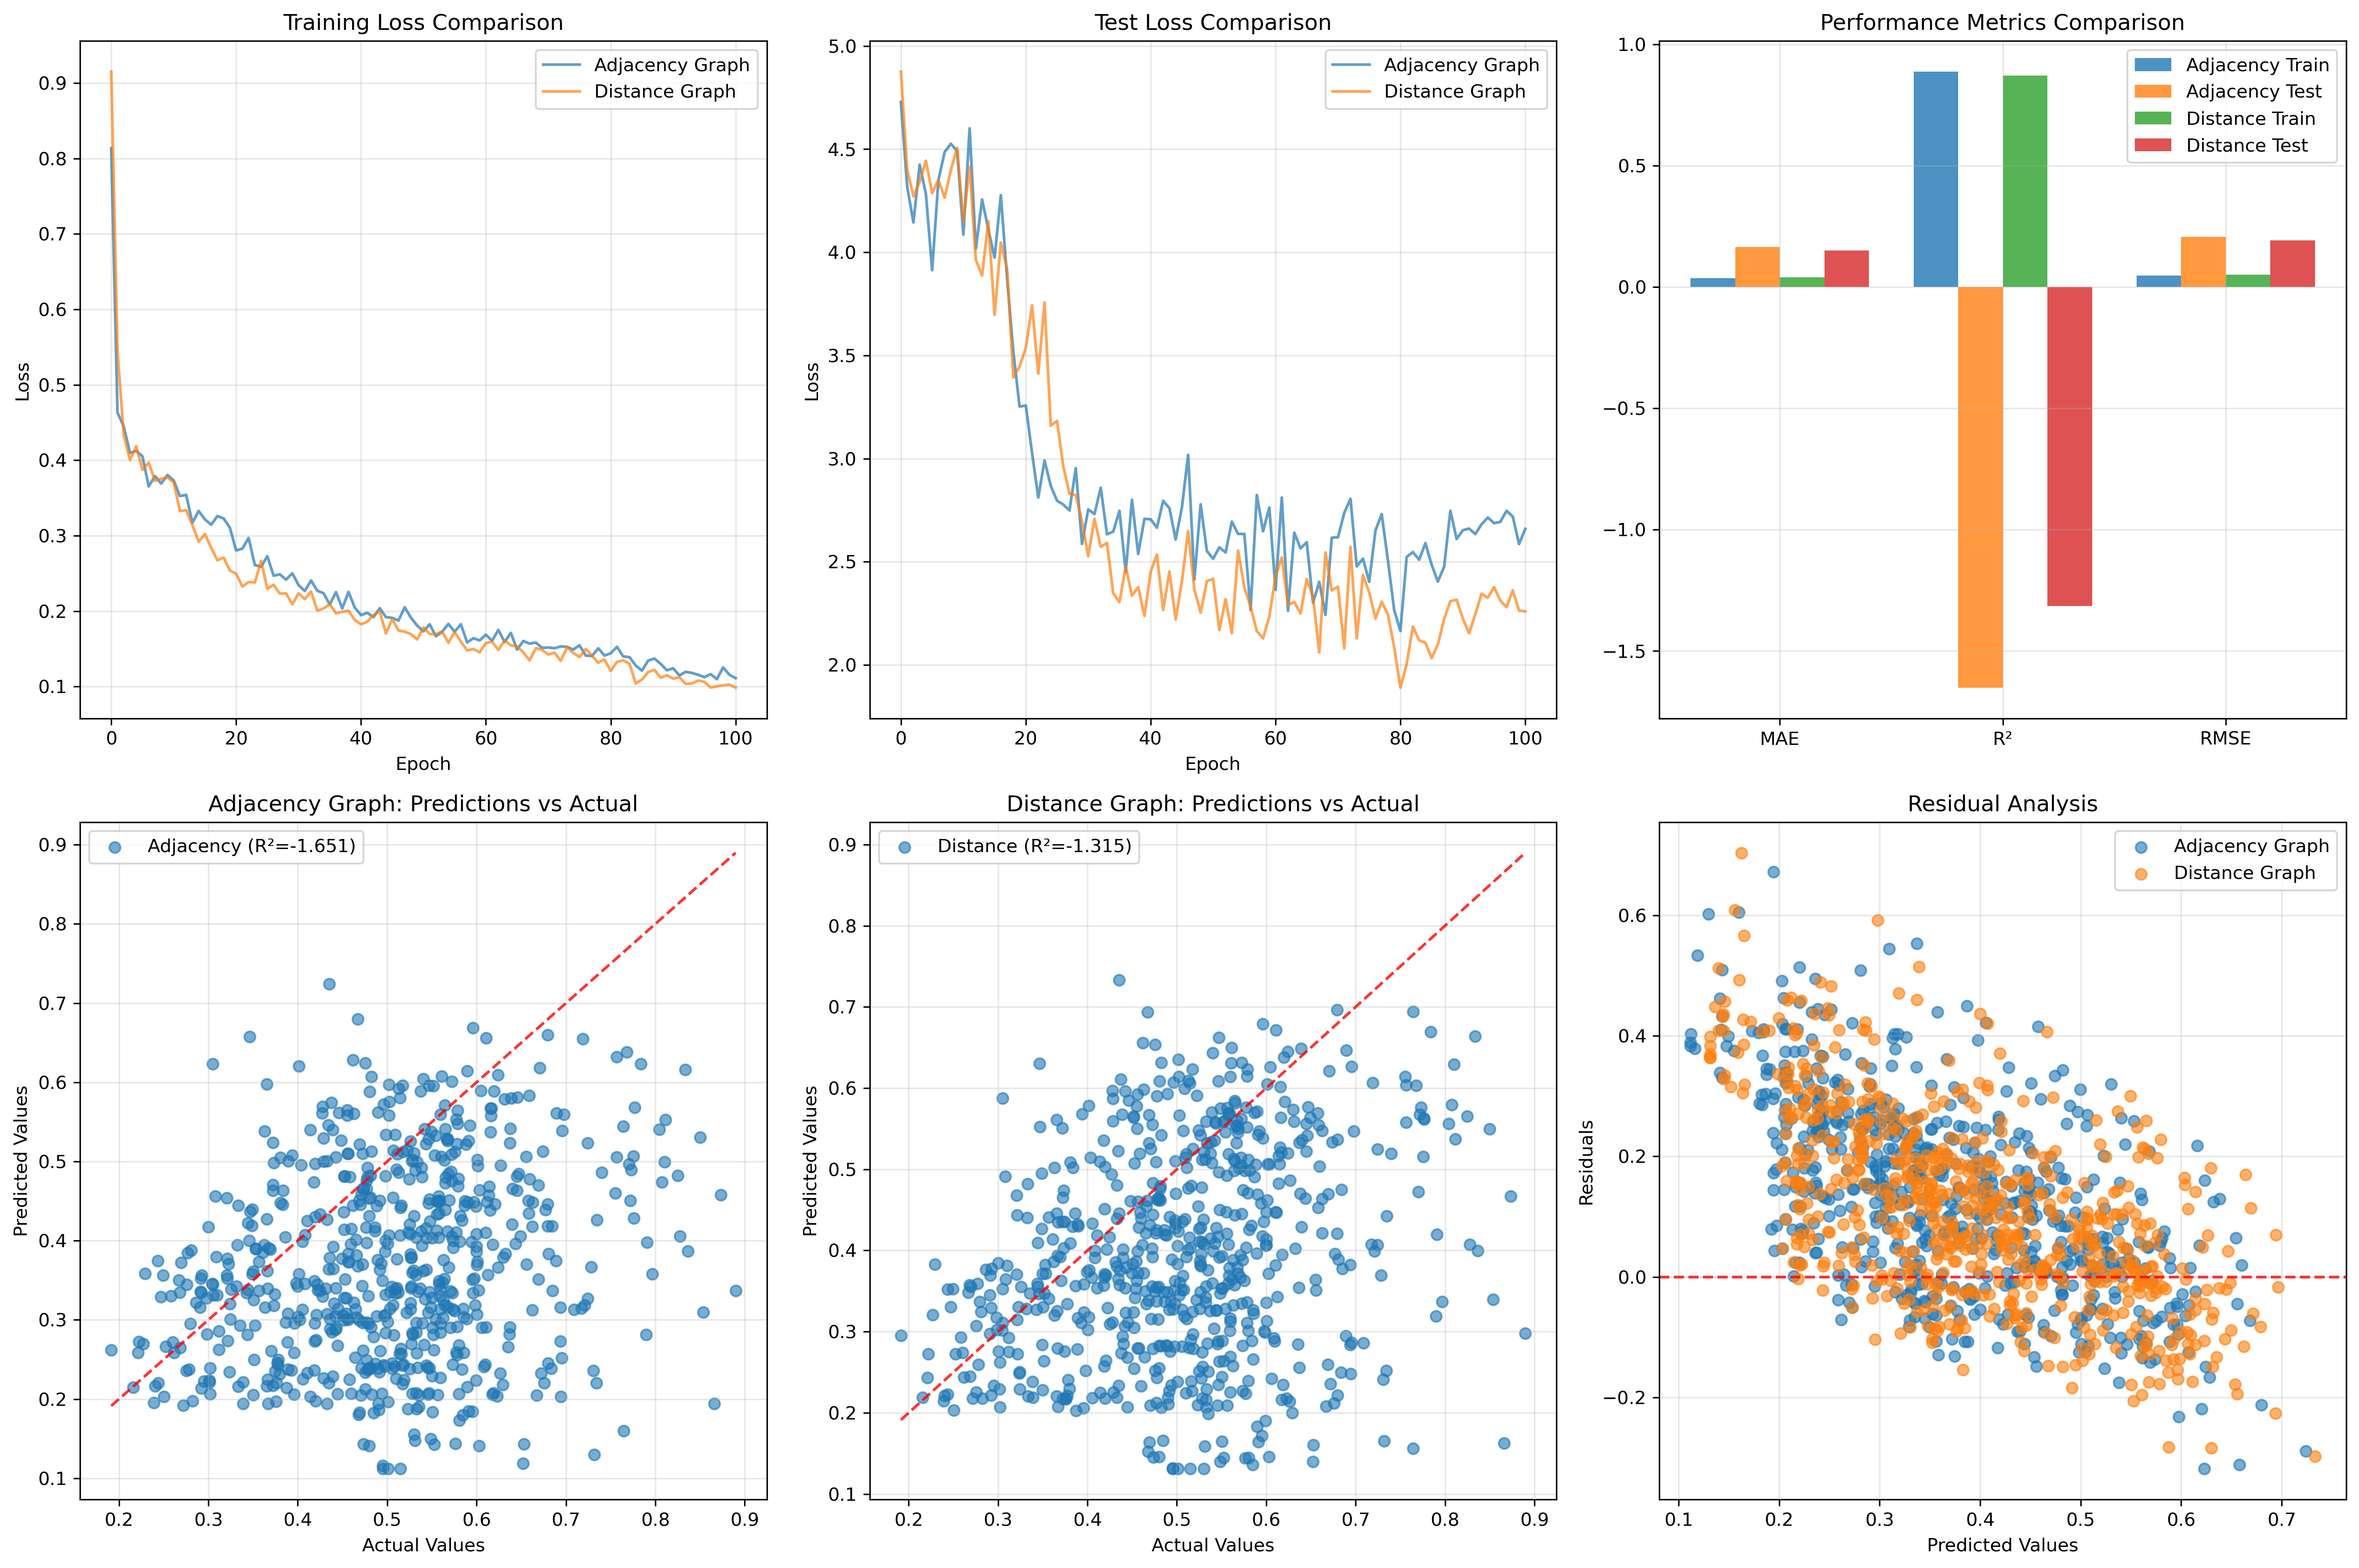 Training Loss Comparison
Loss
0.9
0.8
0.7
0.6
0.5
0.4
0.3
0.2
0.1
Adjacency Graph
Distance Graph
0 20 40 60 80 100
Epoch
Test Loss Comparison
Loss
5.0
4.5
4.0
3.5
3.0
2.5
2.0
Adjacency Graph
Distance Graph
0 20 40 60 80 100
Epoch
Performance Metrics Comparison
1.0
0.5
0.0
−0.5
−1.0
−1.5
Adjacency Train
Adjacency Test
Distance Train
Distance Test
MAE R² RMSE
Adjacency Graph: Predictions vs Actual
Predicted Values
0.9
0.8
0.7
0.6
0.5
0.4
0.3
0.2
0.1
Adjacency (R²=-1.651)
0.2 0.3 0.4 0.5 0.6 0.7 0.8 0.9
Actual Values
Distance Graph: Predictions vs Actual
Predicted Values
0.9
0.8
0.7
0.6
0.5
0.4
0.3
0.2
0.1
Distance (R²=-1.315)
0.2 0.3 0.4 0.5 0.6 0.7 0.8 0.9
Actual Values
Residual Analysis
Residuals
0.6
0.4
0.2
0.0
−0.2
Adjacency Graph
Distance Graph
0.1 0.2 0.3 0.4 0.5 0.6 0.7
Predicted Values